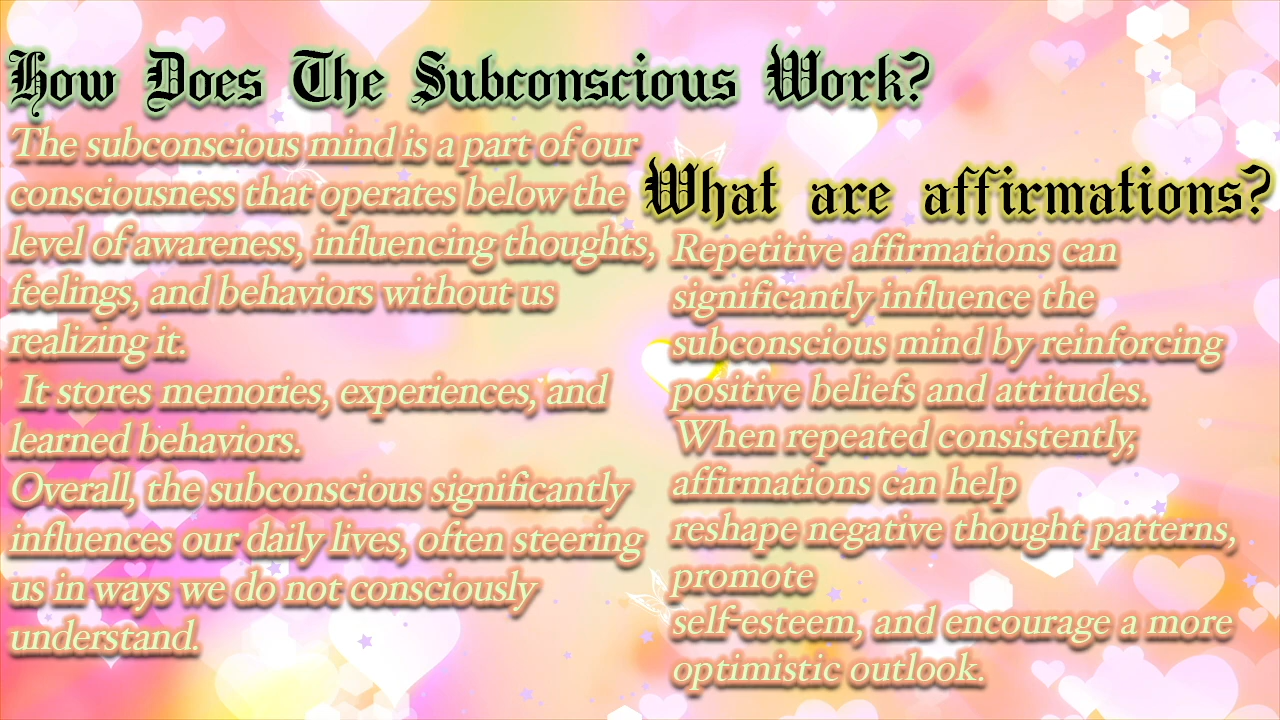 How Does The Subconscious Work?
The subconscious mind is a part of our
consciousness that operates below the
level of awareness, influencing thoughts,
feelings, and behaviors without us
realizing it.
It stores memories, experiences, and
learned behaviors.
Overall, the subconscious significantly
influences our daily lives, often steering
us in ways we do not consciously
understand.
What are affirmations?
Repetitive affirmations can
significantly influence the
subconscious mind by reinforcing
positive beliefs and attitudes.
When repeated consistently,
affirmations can help
reshape negative thought patterns,
promote
self-esteem, and encourage a more
optimistic outlook.